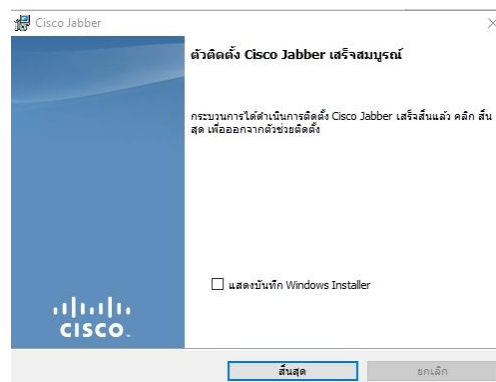 Cisco Jabber
ตัวติดตั้ง Cisco Jabber เสร็จสมบูรณ์
กระบวนการได้ดำเนินการติดตั้ง Cisco Jabber เสร็จสิ้นแล้ว คลิก สิ้น
สุด เพื่อออกจากตัวช่วยติดตั้ง
แสดงบันทึก Windows Installer
CISCO
สิ้นสุด
ยกเลิก